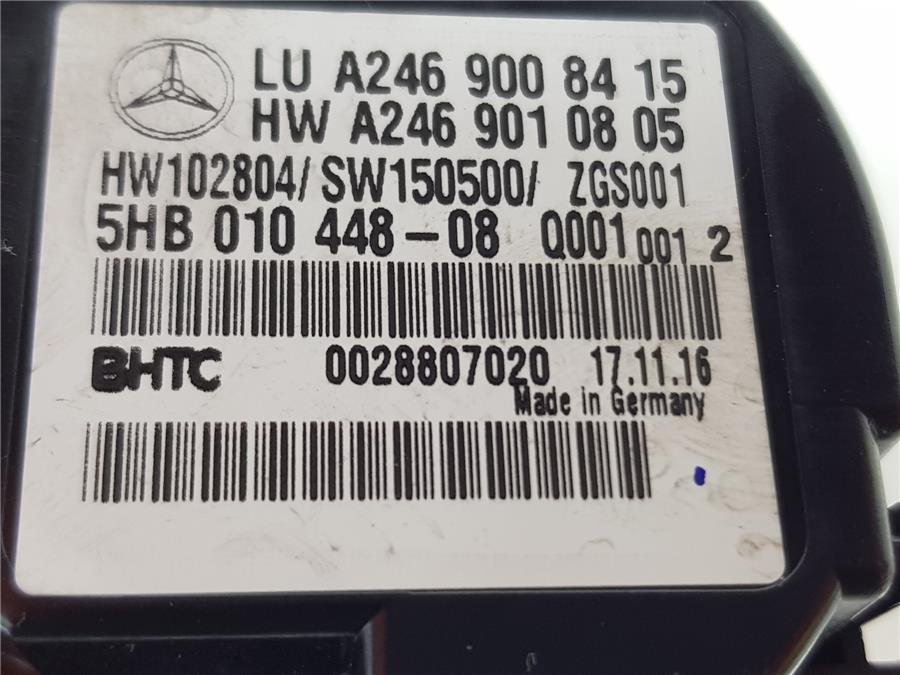 LU A246 900 84 15
HW A246 901 08 05
HW102804/ SW150500/ ZGS001
5HB 010 448-08 Q001 001 2
BHTC 0028807020 17.11.16
Made in Germany